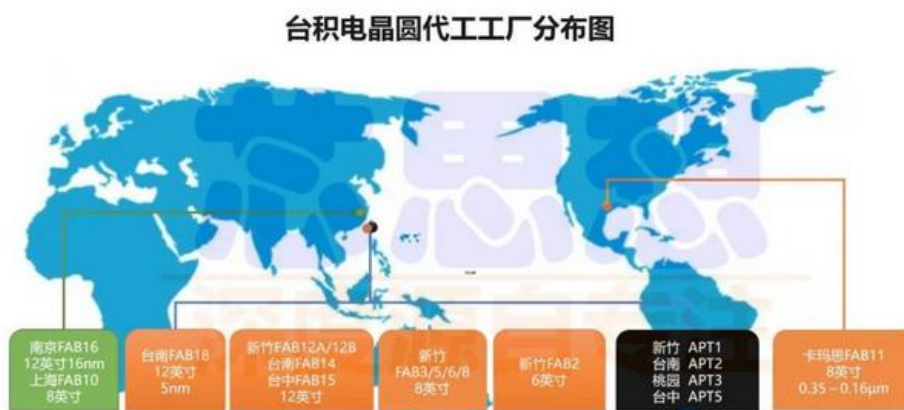 台积电晶圆代工工厂分布图
南京FAB16
12英寸16nm
上海FAB10
8英寸
台南FAB18
12英寸
5nm
新竹FAB12A/12B
台南FAB14
台中FAB15
12英寸
新竹
FAB3/5/6/8
8英寸
新竹FAB2
6英寸
新竹 APT1
台南 APT2
桃园 APT3
台中 APT5
卡玛思FAB11
8英寸
0.35－0.16μm